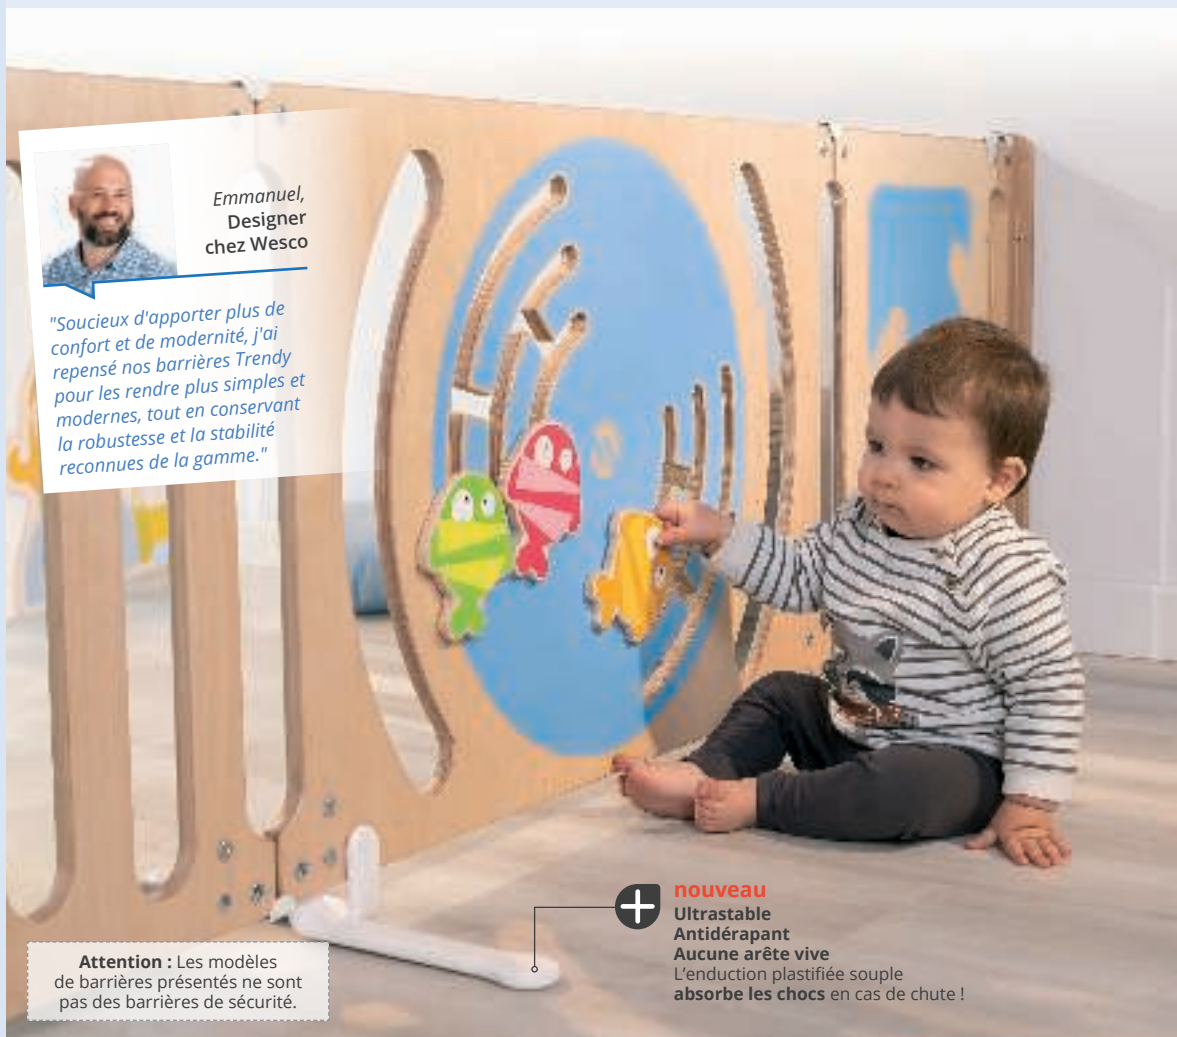 Emmanuel,
Designer
chez Wesco
"Soucieux d'apporter plus de
confort et de modernité, j'ai
repensé nos barrières Trendy
pour les rendre plus simples et
modernes, tout en conservant
la robustesse et la stabilité
reconnues de la gamme."
nouveau
Ultrastable
Antidérapant
Aucune arête vive
L'enduction plastifiée souple
absorbe les chocs en cas de chute !
Attention : Les modèles
de barrières présentés ne sont
pas des barrières de sécurité.